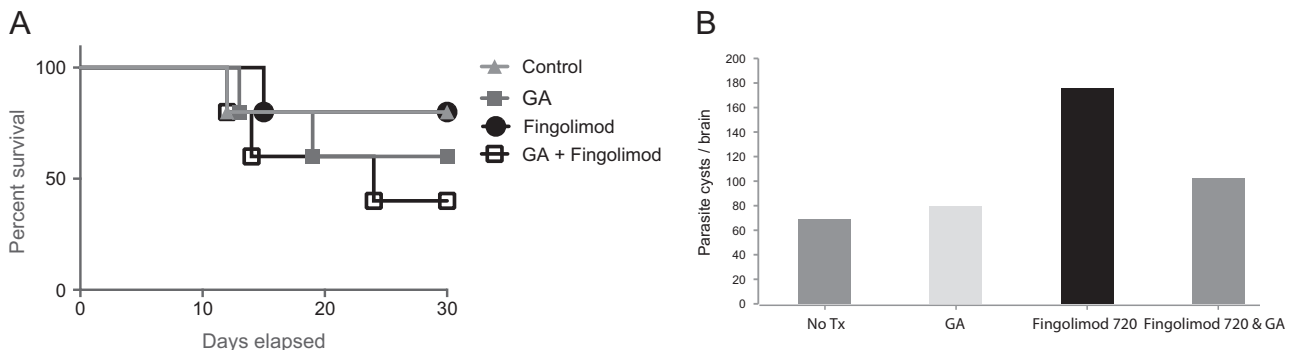 A
100
50
0
Percent survival
0
10
20
30
Days elapsed
Control
GA
Fingolimod
GA + Fingolimod
B
200
180
160
140
120
100
80
60
40
20
0
Parasite cysts / brain
No Tx
GA
Fingolimod 720
Fingolimod 720 & GA